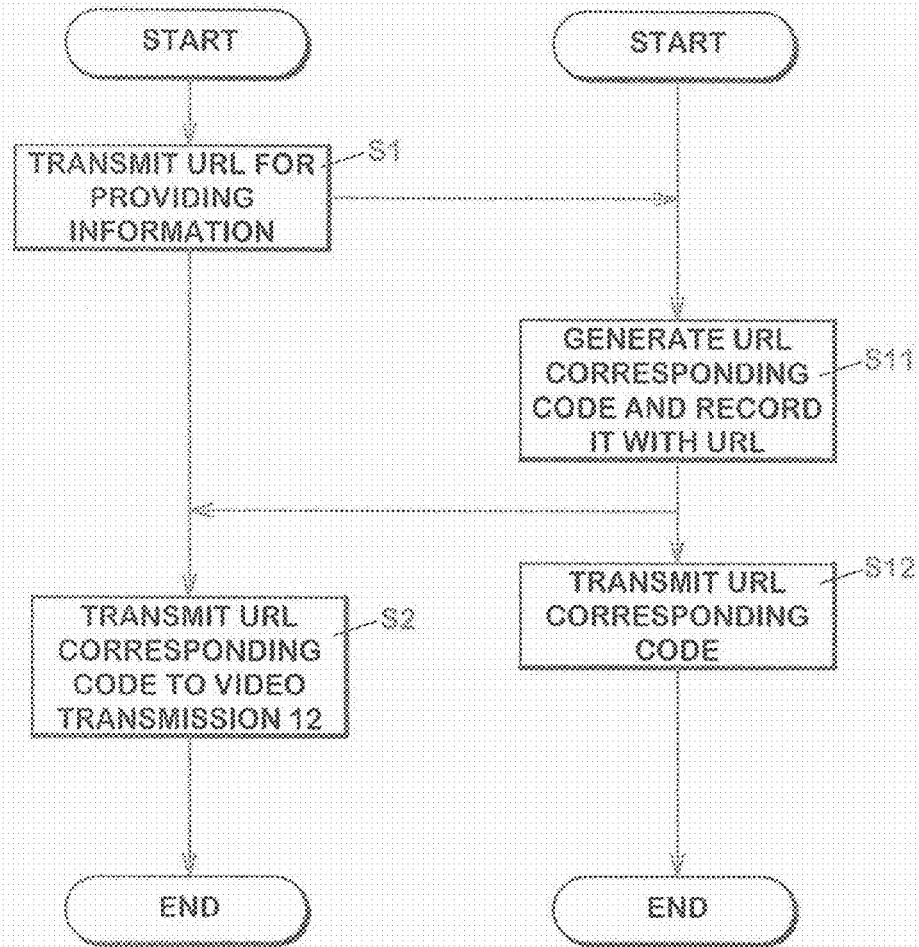 START
START
TRANSMIT URL FOR
PROVIDING
INFORMATION
S1
GENERATE URL
CORRESPONDING
CODE AND RECORD
IT WITH URL
S11
TRANSMIT URL
CORRESPONDING
CODE
S12
TRANSMIT URL
CORRESPONDING
CODE TO VIDEO
TRANSMISSION 12
S2
END
END